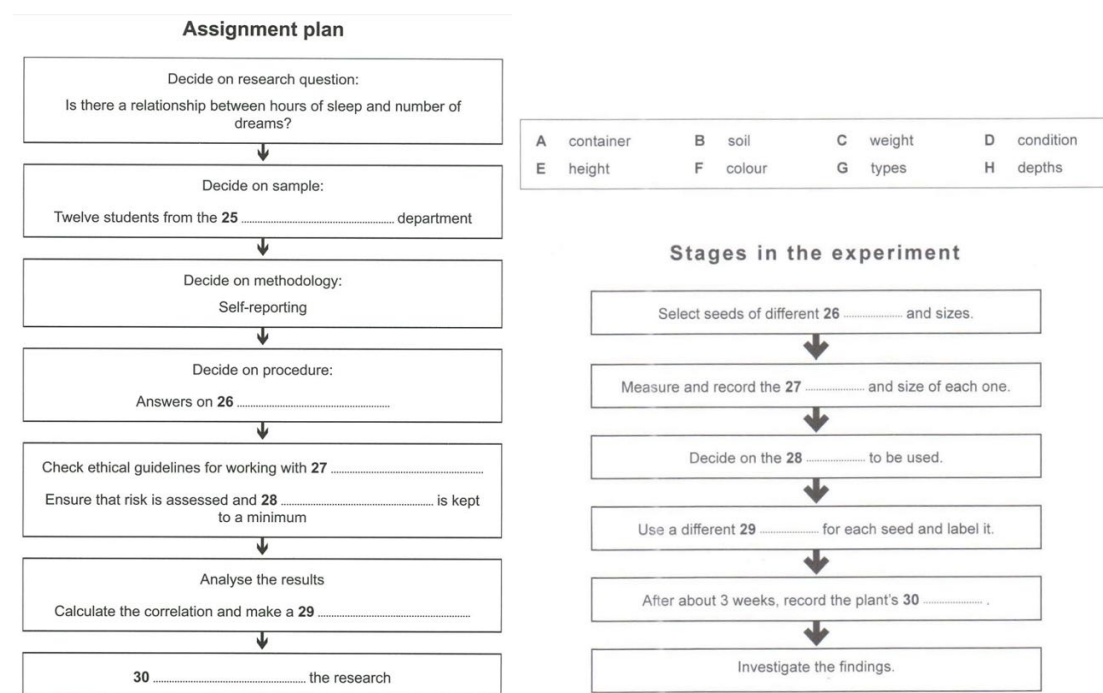 Assignment plan
Decide on research question:
Is there a relationship between hours of sleep and number of
dreams?
Decide on sample:
Twelve students from the 25 ........................................ department
Decide on methodology:
Self-reporting
Decide on procedure:
Answers on 26 ........................................
Check ethical guidelines for working with 27 ........................................
Ensure that risk is assessed and 28 ........................................ is kept
to a minimum
Analyse the results
Calculate the correlation and make a 29 ........................................
30 ........................................ the research
A container B soil C weight D condition
E height F colour G types H depths
Stages in the experiment
Select seeds of different 26 .................... and sizes.
Measure and record the 27 .................... and size of each one.
Decide on the 28 .................... to be used.
Use a different 29 .................... for each seed and label it.
After about 3 weeks, record the plant's 30 .................... .
Investigate the findings.